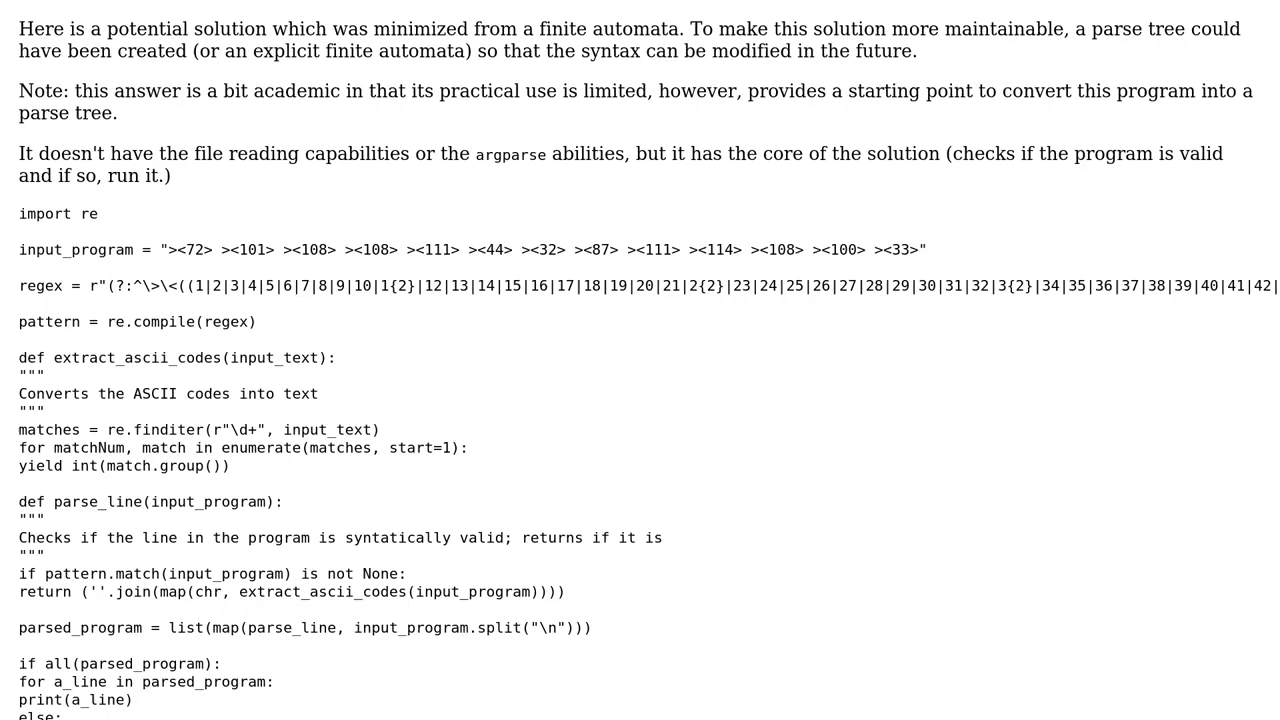 Here is a potential solution which was minimized from a finite automata. To make this solution more maintainable, a parse tree could
have been created (or an explicit finite automata) so that the syntax can be modified in the future.
Note: this answer is a bit academic in that its practical use is limited, however, provides a starting point to convert this program into a
parse tree.
It doesn't have the file reading capabilities or the argparse abilities, but it has the core of the solution (checks if the program is valid
and if so, run it.)
import re
input_program = "><72> ><101> ><108> ><108> ><111> ><44> ><32> ><87> ><111> ><114> ><108> ><100> ><33>"
regex = r"(?:^\>\<((1|2|3|4|5|6|7|8|9|10|1{2}|12|13|14|15|16|17|18|19|20|21|2{2}|23|24|25|26|27|28|29|30|31|32|3{2}|34|35|36|37|38|39|40|41|42|
pattern = re.compile(regex)
def extract_ascii_codes(input_text):
"""
Converts the ASCII codes into text
"""
matches = re.finditer(r"\d+", input_text)
for matchNum, match in enumerate(matches, start=1):
yield int(match.group())
def parse_line(input_program):
"""
Checks if the line in the program is syntatically valid; returns if it is
"""
if pattern.match(input_program) is not None:
return (''.join(map(chr, extract_ascii_codes(input_program))))
parsed_program = list(map(parse_line, input_program.split("\n")))
if all(parsed_program):
for a_line in parsed_program:
print(a_line)
else: